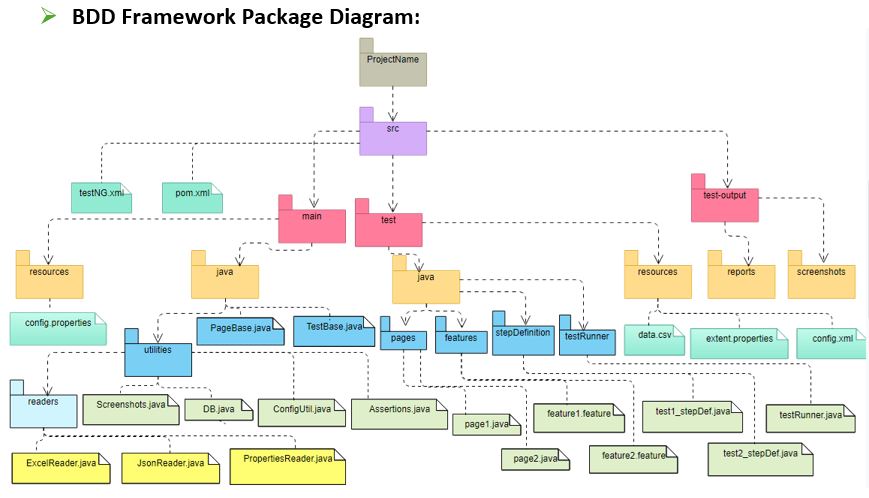 BDD Framework Package Diagram:
ProjectName
src
testNG.xml
pom.xml
test-output
main
test
resources
java
java
resources
reports
screenshots
config.properties
PageBase.java
TestBase.java
pages
features
stepDefinition
testRunner
data.csv
extent.properties
config.xml
utilities
readers
Screenshots.java
DB.java
ConfigUtil.java
Assertions.java
page1.java
feature1.feature
test1_stepDef.java
testRunner.java
ExcelReader.java
JsonReader.java
PropertiesReader.java
page2.java
feature2.feature
test2_stepDef.java